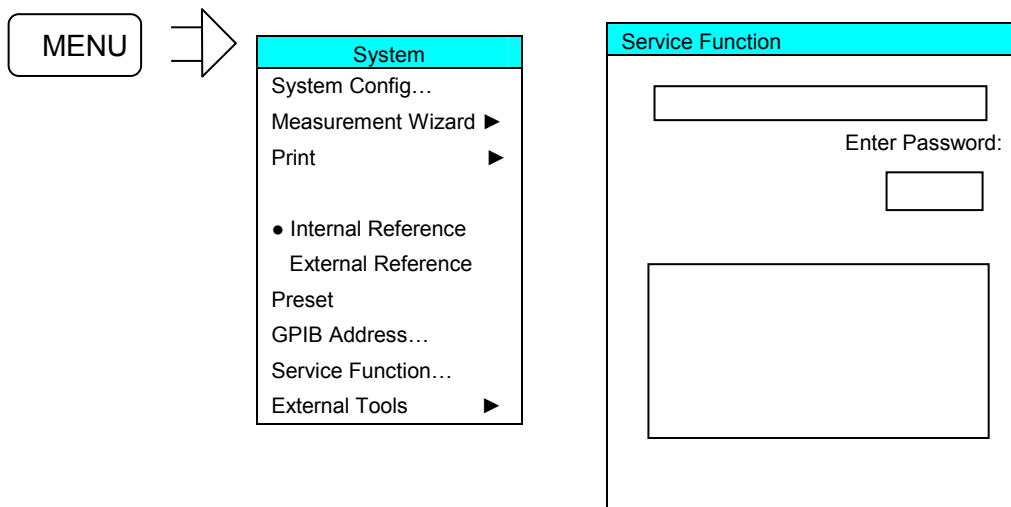 MENU
System
System Config…
Measurement Wizard ►
Print ►
● Internal Reference
External Reference
Preset
GPIB Address…
Service Function…
External Tools ►
Service Function
Enter Password: